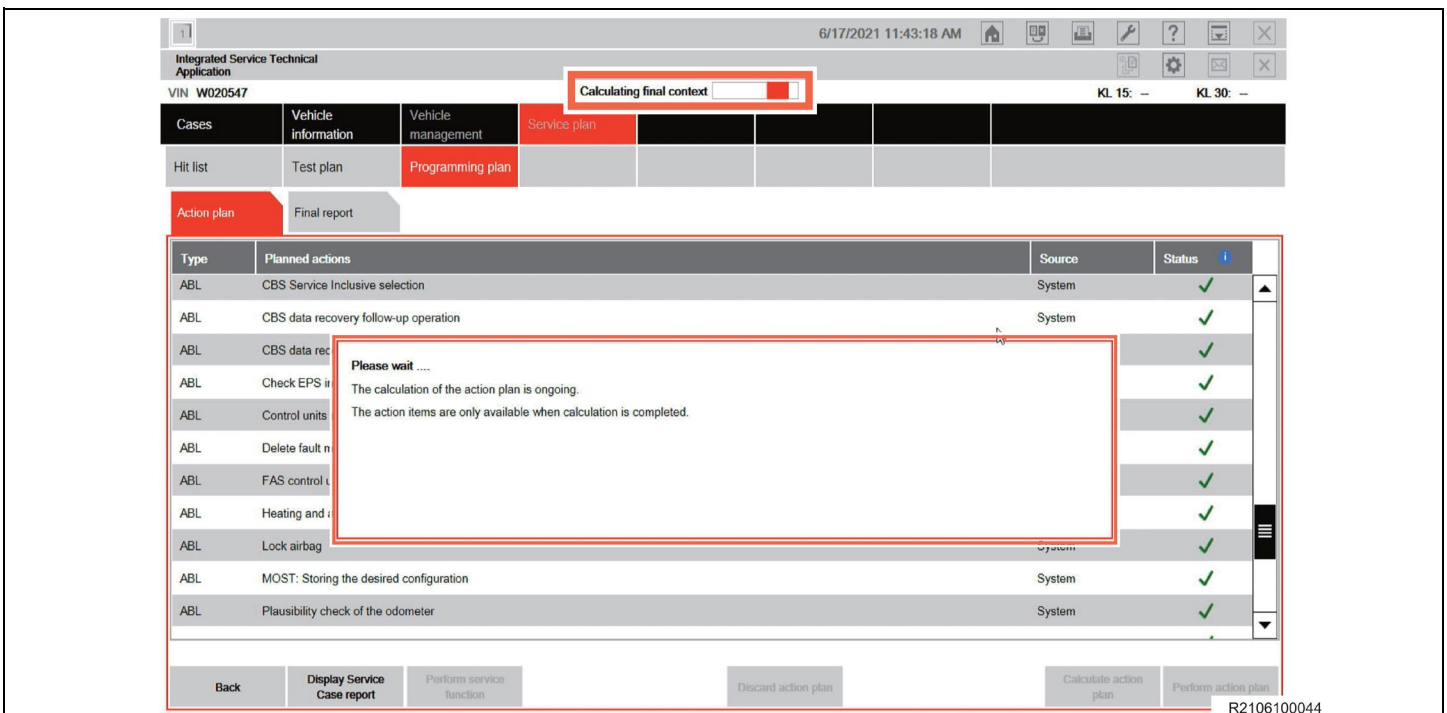 1
6/17/2021 11:43:18 AM
?
Integrated Service Technical
Application
VIN W020547
Calculating final context
KL 15: --
KL 30: --
Cases
Vehicle
information
Vehicle
management
Service plan
Hit list
Test plan
Programming plan
Action plan
Final report
Type
Planned actions
Source
Status
i
ABL
CBS Service Inclusive selection
System
ABL
CBS data recovery follow-up operation
System
ABL
CBS data rec
ABL
Check EPS i
ABL
Control units
ABL
Delete fault
ABL
FAS control
ABL
Heating and
Please wait ....
The calculation of the action plan is ongoing.
The action items are only available when calculation is completed.
ABL
Lock airbag
System
ABL
MOST: Storing the desired configuration
System
ABL
Plausibility check of the odometer
System
Back
Display Service
Case report
Perform service
function
Discard action plan
Calculate action
plan
Perform action plan
R2106100044